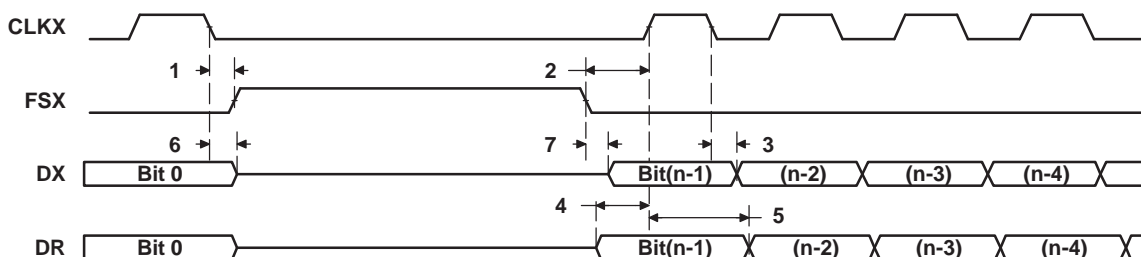 CLKX
1 2
FSX
6 7 3
DX Bit 0 Bit(n-1) (n-2) (n-3) (n-4)
4 5
DR Bit 0 Bit(n-1) (n-2) (n-3) (n-4)